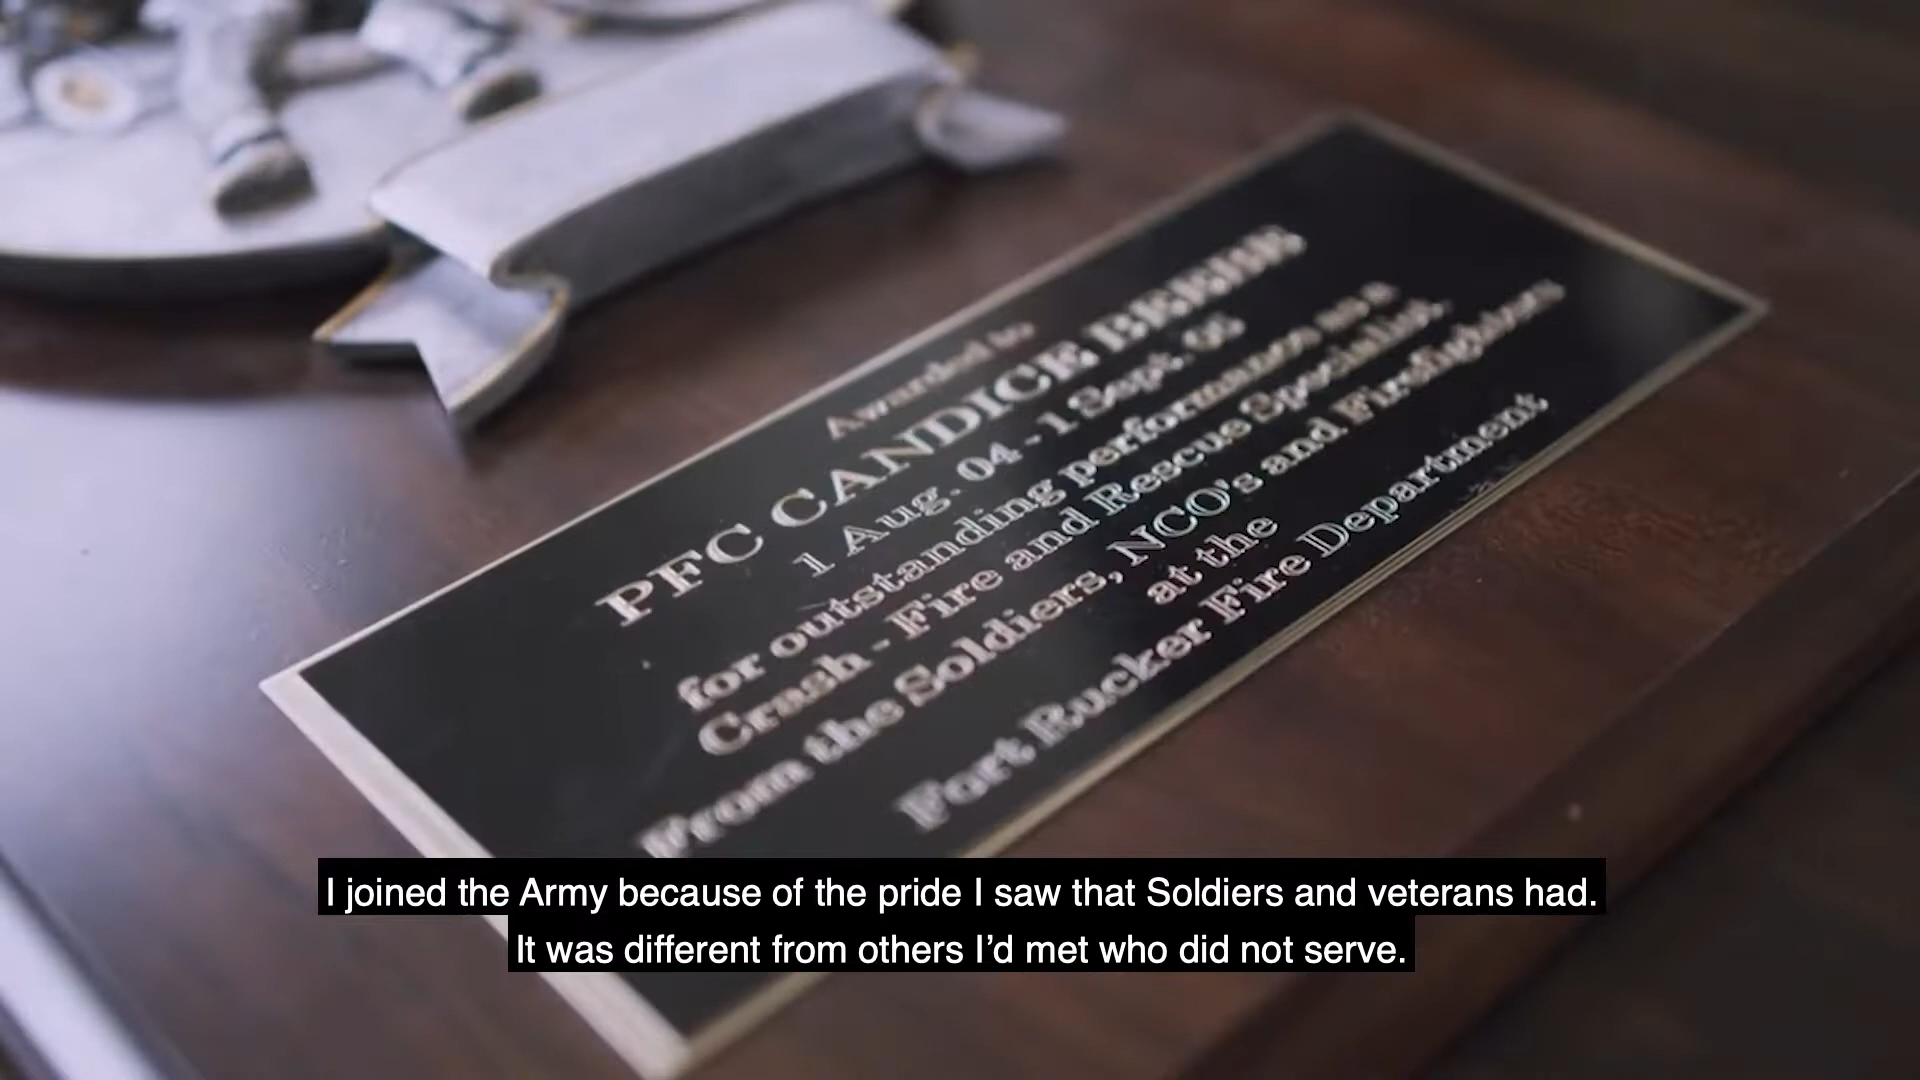 Awarded to
PFC CANDICE
1 Aug. 04 - 1 Sept. 06
for outstanding performance as a
Crash - Fire and Rescue Specialist,
From the Soldiers, NCO's and Firefighters
at the
Fort Rucker Fire Department
I joined the Army because of the pride I saw that Soldiers and veterans had.
It was different from others I’d met who did not serve.